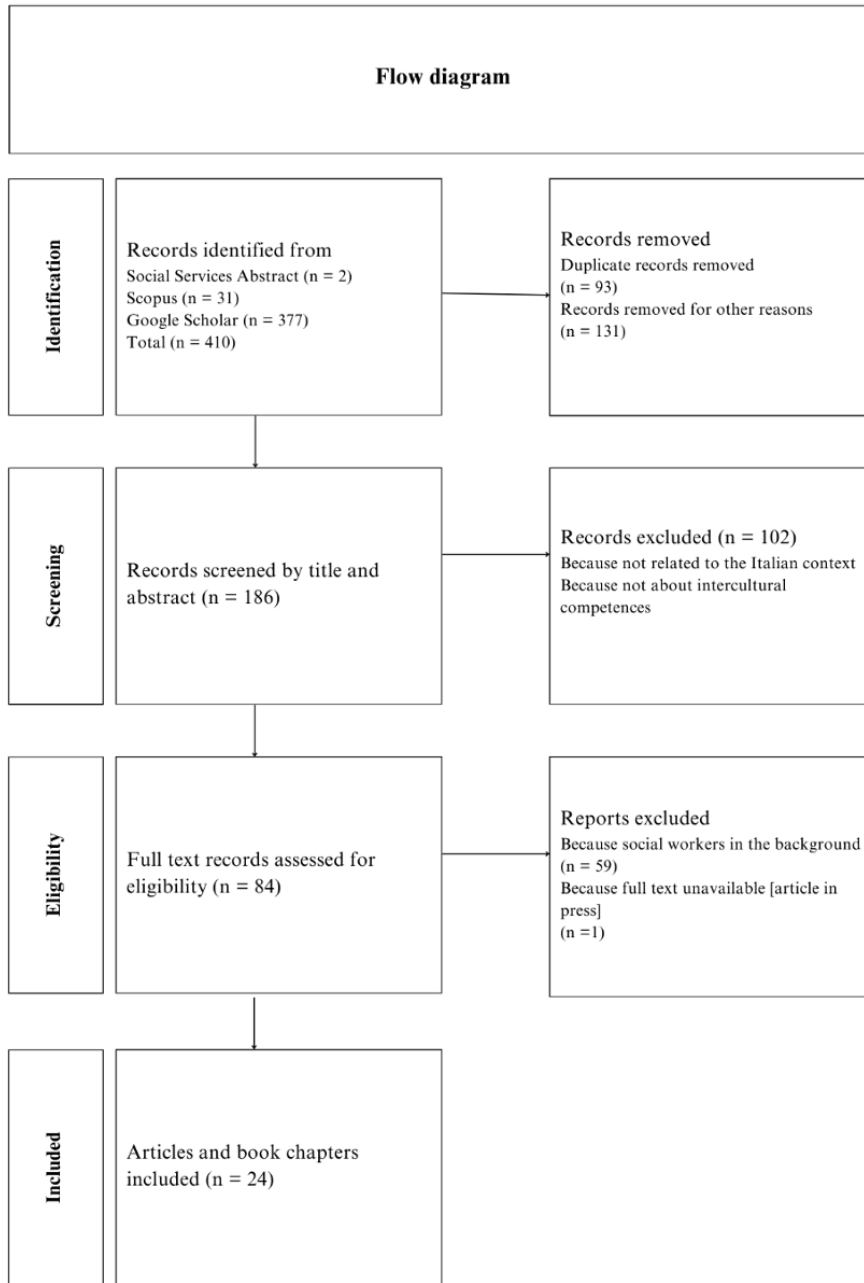 Flow diagram
Identification
Records identified from
Social Services Abstract (n = 2)
Scopus (n = 31)
Google Scholar (n = 377)
Total (n = 410)
Records removed
Duplicate records removed
(n = 93)
Records removed for other reasons
(n = 131)
Screening
Records screened by title and
abstract (n = 186)
Records excluded (n = 102)
Because not related to the Italian context
Because not about intercultural
competences
Eligibility
Full text records assessed for
eligibility (n = 84)
Reports excluded
Because social workers in the background
(n = 59)
Because full text unavailable [article in
press]
(n =1)
Included
Articles and book chapters
included (n = 24)